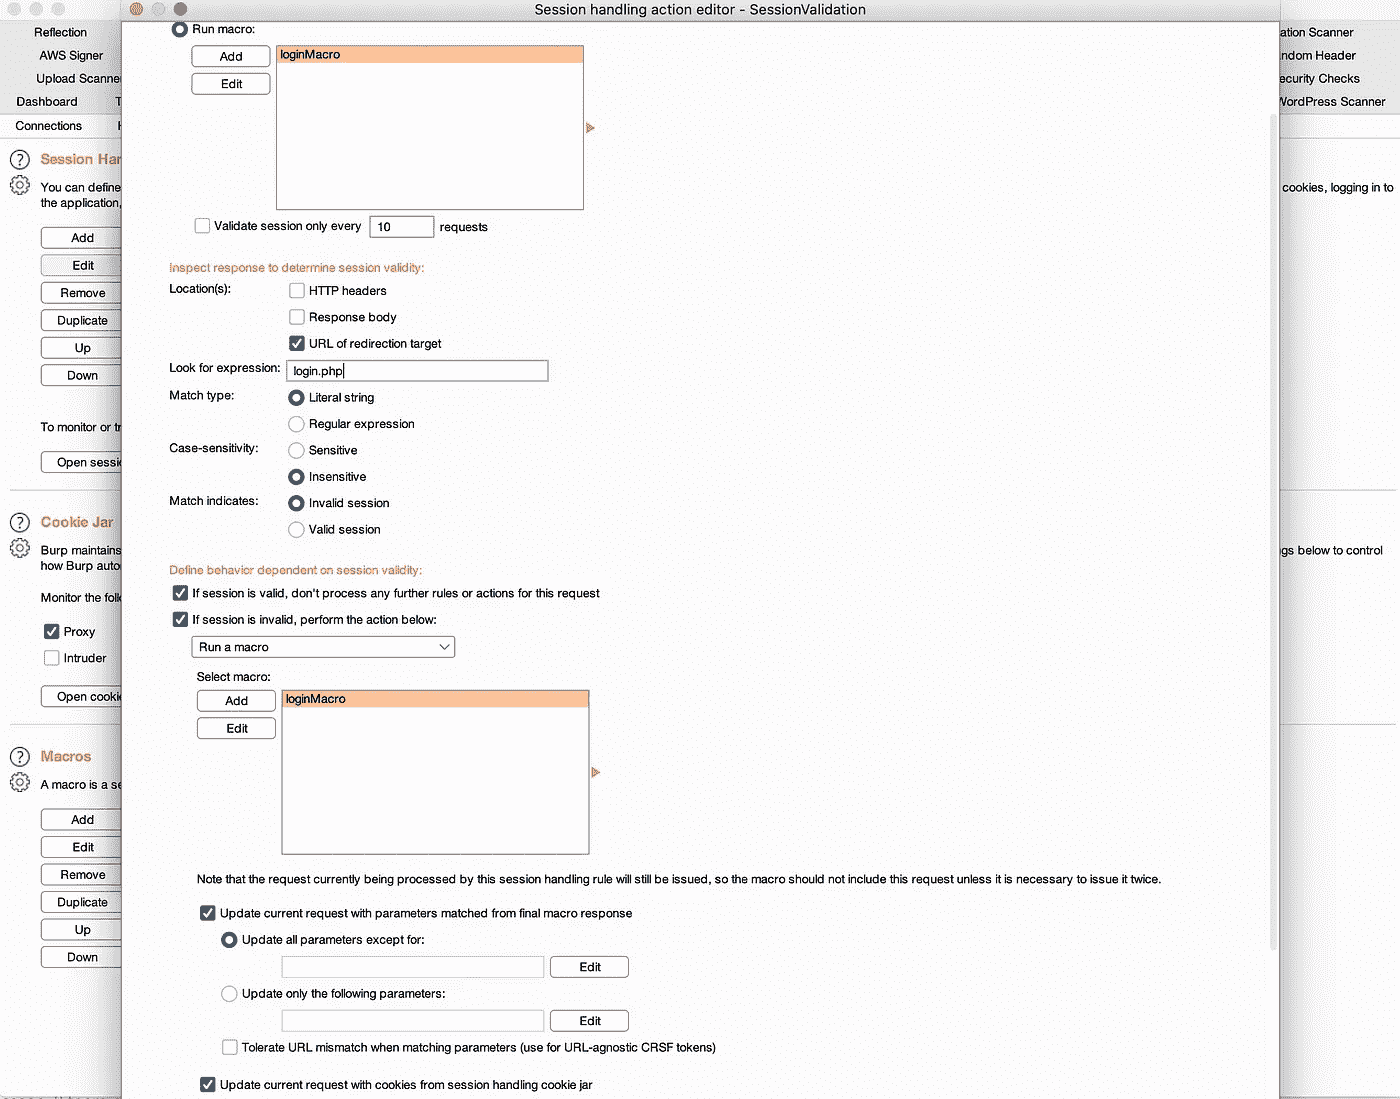 Session handling action editor - SessionValidation
Reflection
AWS Signer
Upload Scanne
Dashboard T
Connections
ation Scanner
ndom Header
ecurity Checks
WordPress Scanner
Run macro:
Add
Edit
loginMacro
Validate session only every 10 requests
Inspect response to determine session validity:
Location(s):
HTTP headers
Response body
URL of redirection target
Look for expression: login.php
Match type:
Literal string
Regular expression
Case-sensitivity:
Sensitive
Insensitive
Match indicates:
Invalid session
Valid session
Define behavior dependent on session validity:
If session is valid, don't process any further rules or actions for this request
If session is invalid, perform the action below:
Run a macro
Select macro:
Add
Edit
loginMacro
Note that the request currently being processed by this session handling rule will still be issued, so the macro should not include this request unless it is necessary to issue it twice.
Update current request with parameters matched from final macro response
Update all parameters except for:
Edit
Update only the following parameters:
Edit
Tolerate URL mismatch when matching parameters (use for URL-agnostic CRSF tokens)
Update current request with cookies from session handling cookie jar
Session Har
You can define
the application,
cookies, logging in to
Add
Edit
Remove
Duplicate
Up
Down
To monitor or tr
Open sessi
Cookie Jar
Burp maintains
how Burp auto
gs below to control
Monitor the foll
Proxy
Intruder
Open cooki
Macros
A macro is a se
Add
Edit
Remove
Duplicate
Up
Down